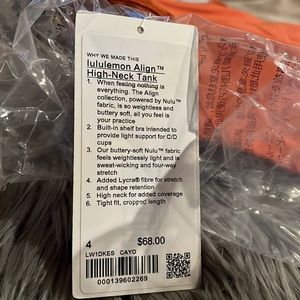 WHY WE MADE THIS
lululemon Align™
High-Neck Tank
1. When feeling nothing is
everything. The Align
collection, powered by Nulu™
fabric, is so weightless and
buttery soft, all you feel is
your practice
2. Built-in shelf bra intended to
provide light support for C/D
cups
3. Our buttery-soft Nulu™ fabric
feels weightlessly light and is
sweat-wicking and four-way
stretch
4. Added Lycra® fibre for stretch
and shape retention
5. High neck for added coverage
6. Tight fit, cropped length
4 $68.00
LW1DKES CAYO
000139602269